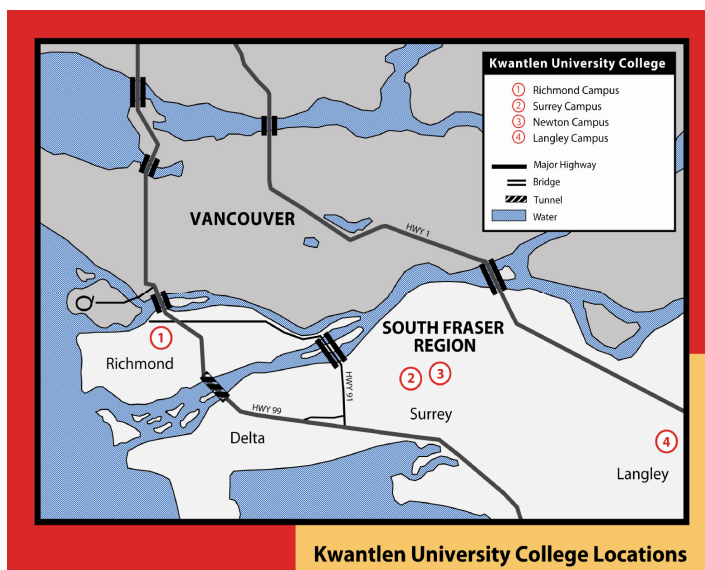 Kwantlen University College
1 Richmond Campus
2 Surrey Campus
3 Newton Campus
4 Langley Campus
Major Highway
Bridge
Tunnel
Water
VANCOUVER
HWY 1
SOUTH FRASER
REGION
1
Richmond
2
3
HWY 91
Surrey
HWY 99
Delta
4
Langley
Kwantlen University College Locations